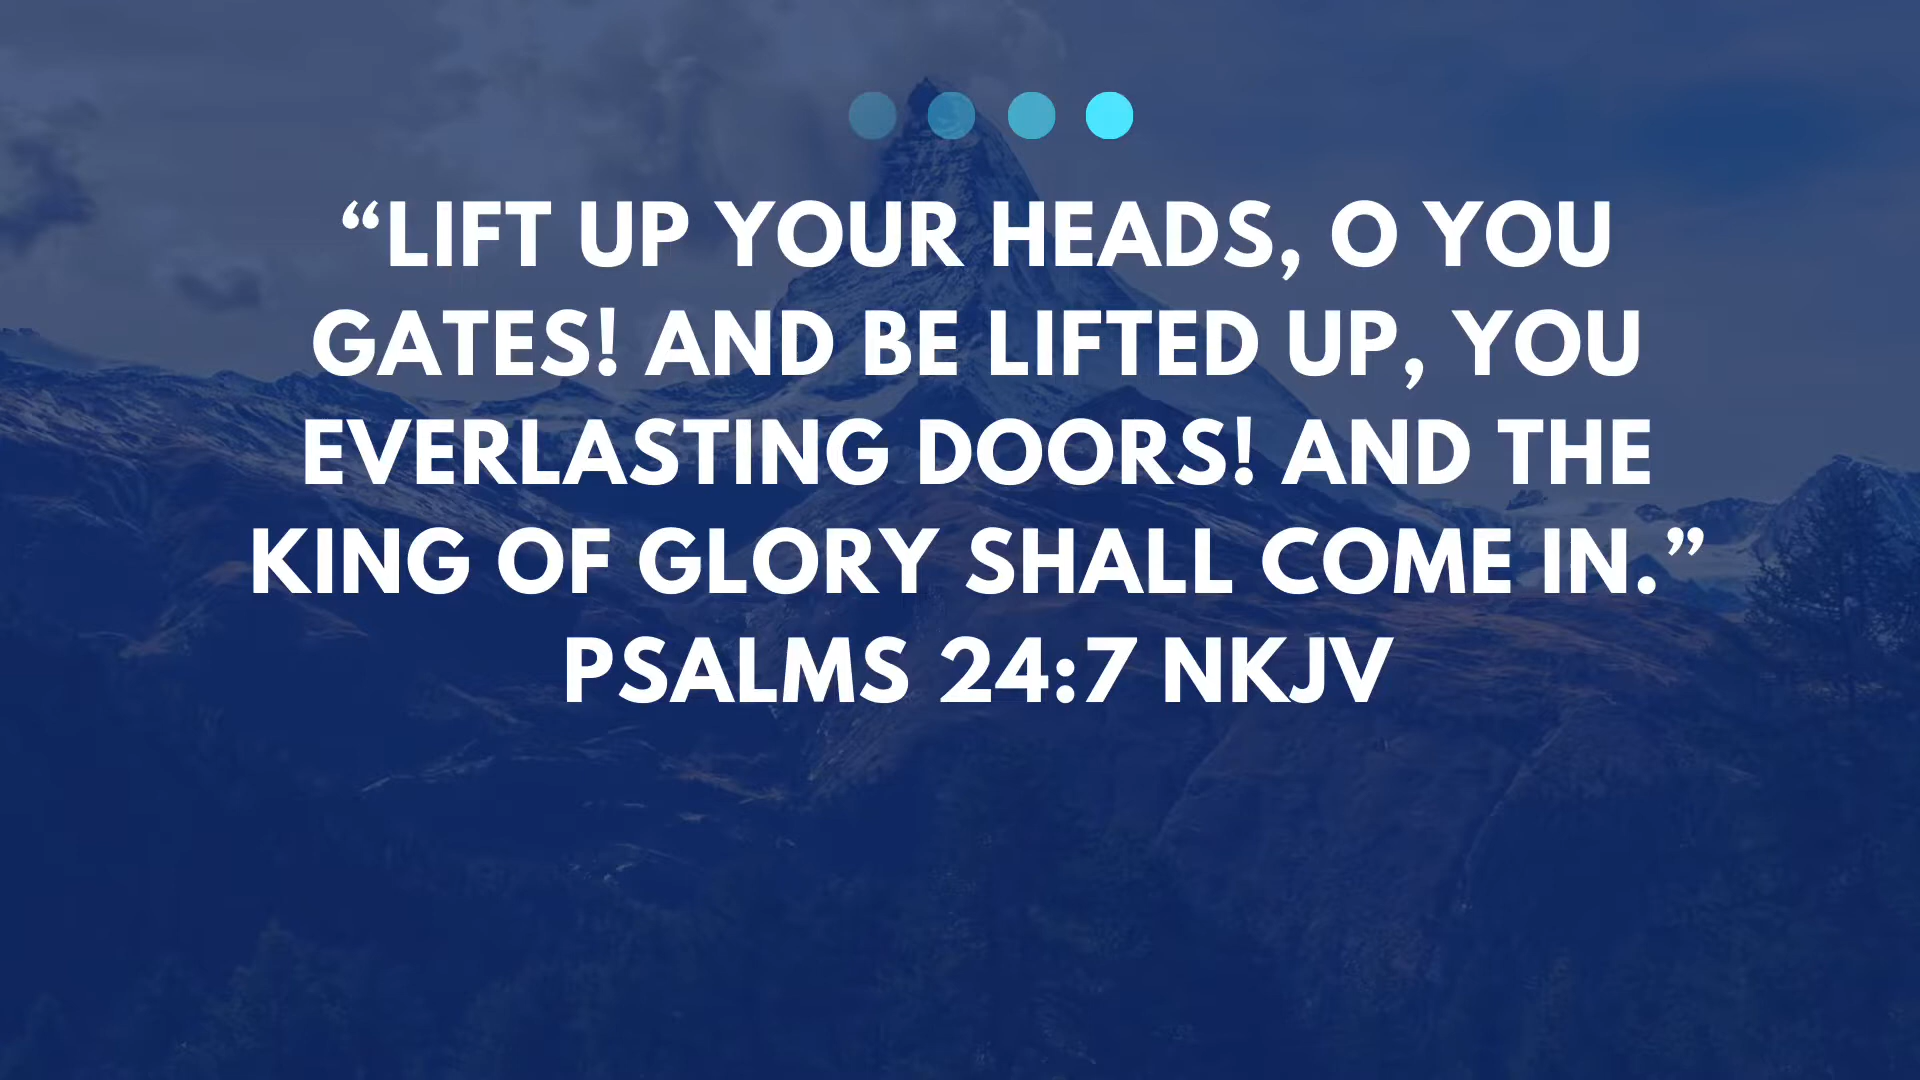 “LIFT UP YOUR HEADS, O YOU
GATES! AND BE LIFTED UP, YOU
EVERLASTING DOORS! AND THE
KING OF GLORY SHALL COME IN.”
PSALMS 24:7 NKJV